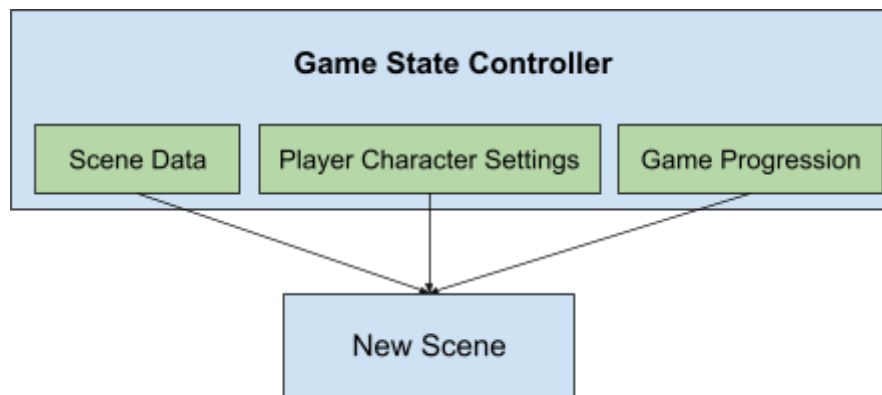 Game State Controller
Scene Data
Player Character Settings
Game Progression
New Scene